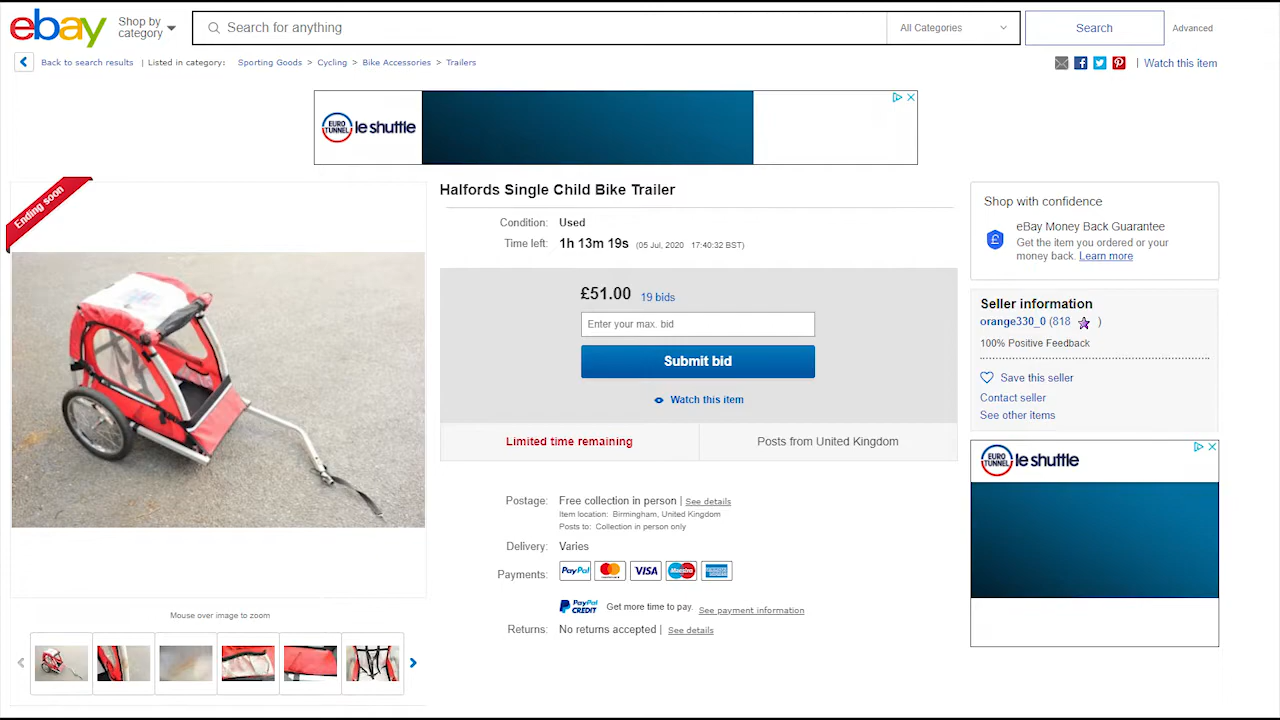 ebay
Shop by
category
Search for anything
All Categories
Search
Advanced
Back to search results | Listed in category: Sporting Goods > Cycling > Bike Accessories > Trailers
| Watch this item
EURO
TUNNEL
le shuttle
Ending soon
Halfords Single Child Bike Trailer
Condition: Used
Time left: 1h 13m 19s (05 Jul, 2020 17:40:32 BST)
£51.00 19 bids
Enter your max. bid
Submit bid
Watch this item
Limited time remaining
Posts from United Kingdom
Postage: Free collection in person | See details
Item location: Birmingham, United Kingdom
Posts to: Collection in person only
Delivery: Varies
Payments: PayPal VISA Maestro
PayPal CREDIT Get more time to pay. See payment information
Returns: No returns accepted | See details
Mouse over image to zoom
Shop with confidence
eBay Money Back Guarantee
Get the item you ordered or your
money back. Learn more
Seller information
orange330_0 (818 )
100% Positive Feedback
Save this seller
Contact seller
See other items
EURO
TUNNEL
le shuttle